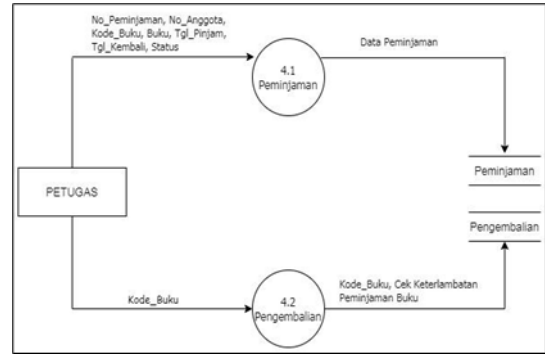 No_Peminjaman, No_Anggota,
Kode_Buku, Buku, Tgl_Pinjam,
Tgl_Kembali, Status
4.1
Peminjaman
Data Peminjaman
PETUGAS
Peminjaman
Pengembalian
Kode_Buku
4.2
Pengembalian
Kode_Buku, Cek Keterlambatan
Peminjaman Buku